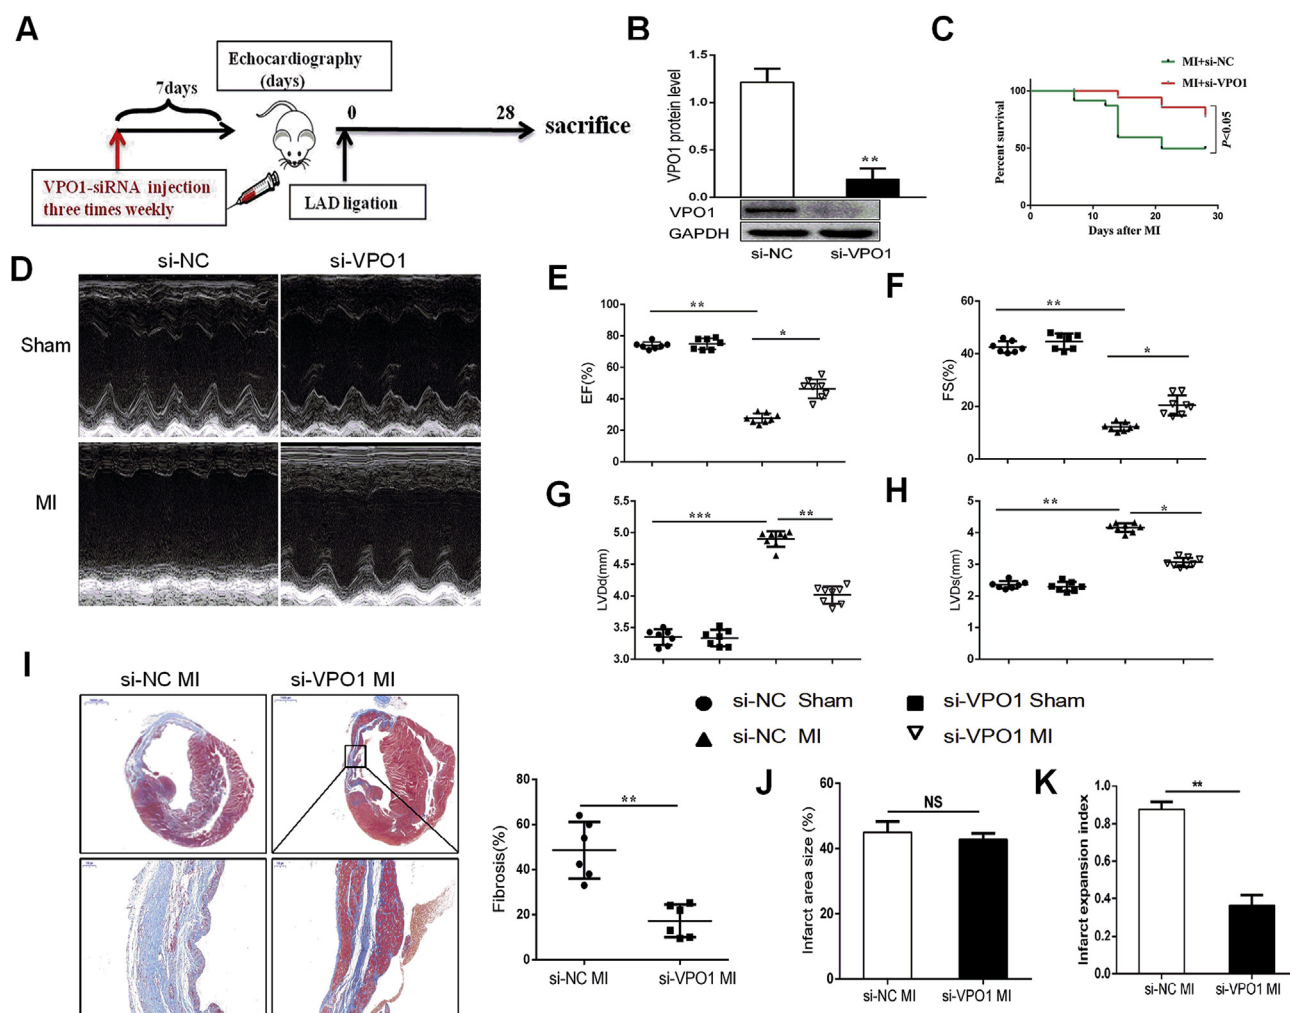 A
Echocardiography
(days)
7days
0
28
sacrifice
VPO1-siRNA injection
three times weekly
LAD ligation
B
VPO1 protein level
1.5
1.0
0.5
0.0
**
VPO1
GAPDH
si-NC
si-VPO1
C
MI+si-NC
MI+si-VPO1
Percent survival
100
50
0
10
20
30
Days after MI
P<0.05
D
si-NC
si-VPO1
Sham
MI
E
EF(%)
100
80
60
40
20
0
**
*
F
FS(%)
60
40
20
0
**
*
G
LVDd(mm)
5.5
5.0
4.5
4.0
3.5
3.0
***
**
H
LVDs(mm)
5
4
3
2
1
0
**
*
si-NC Sham
si-VPO1 Sham
si-NC MI
si-VPO1 MI
I
si-NC MI
si-VPO1 MI
Fibrosis(%)
80
60
40
20
0
**
si-NC MI
si-VPO1 MI
J
Infarct area size (%)
60
40
20
0
NS
si-NC MI
si-VPO1 MI
K
Infarct expansion index
1.0
0.8
0.6
0.4
0.2
0.0
**
si-NC MI
si-VPO1 MI